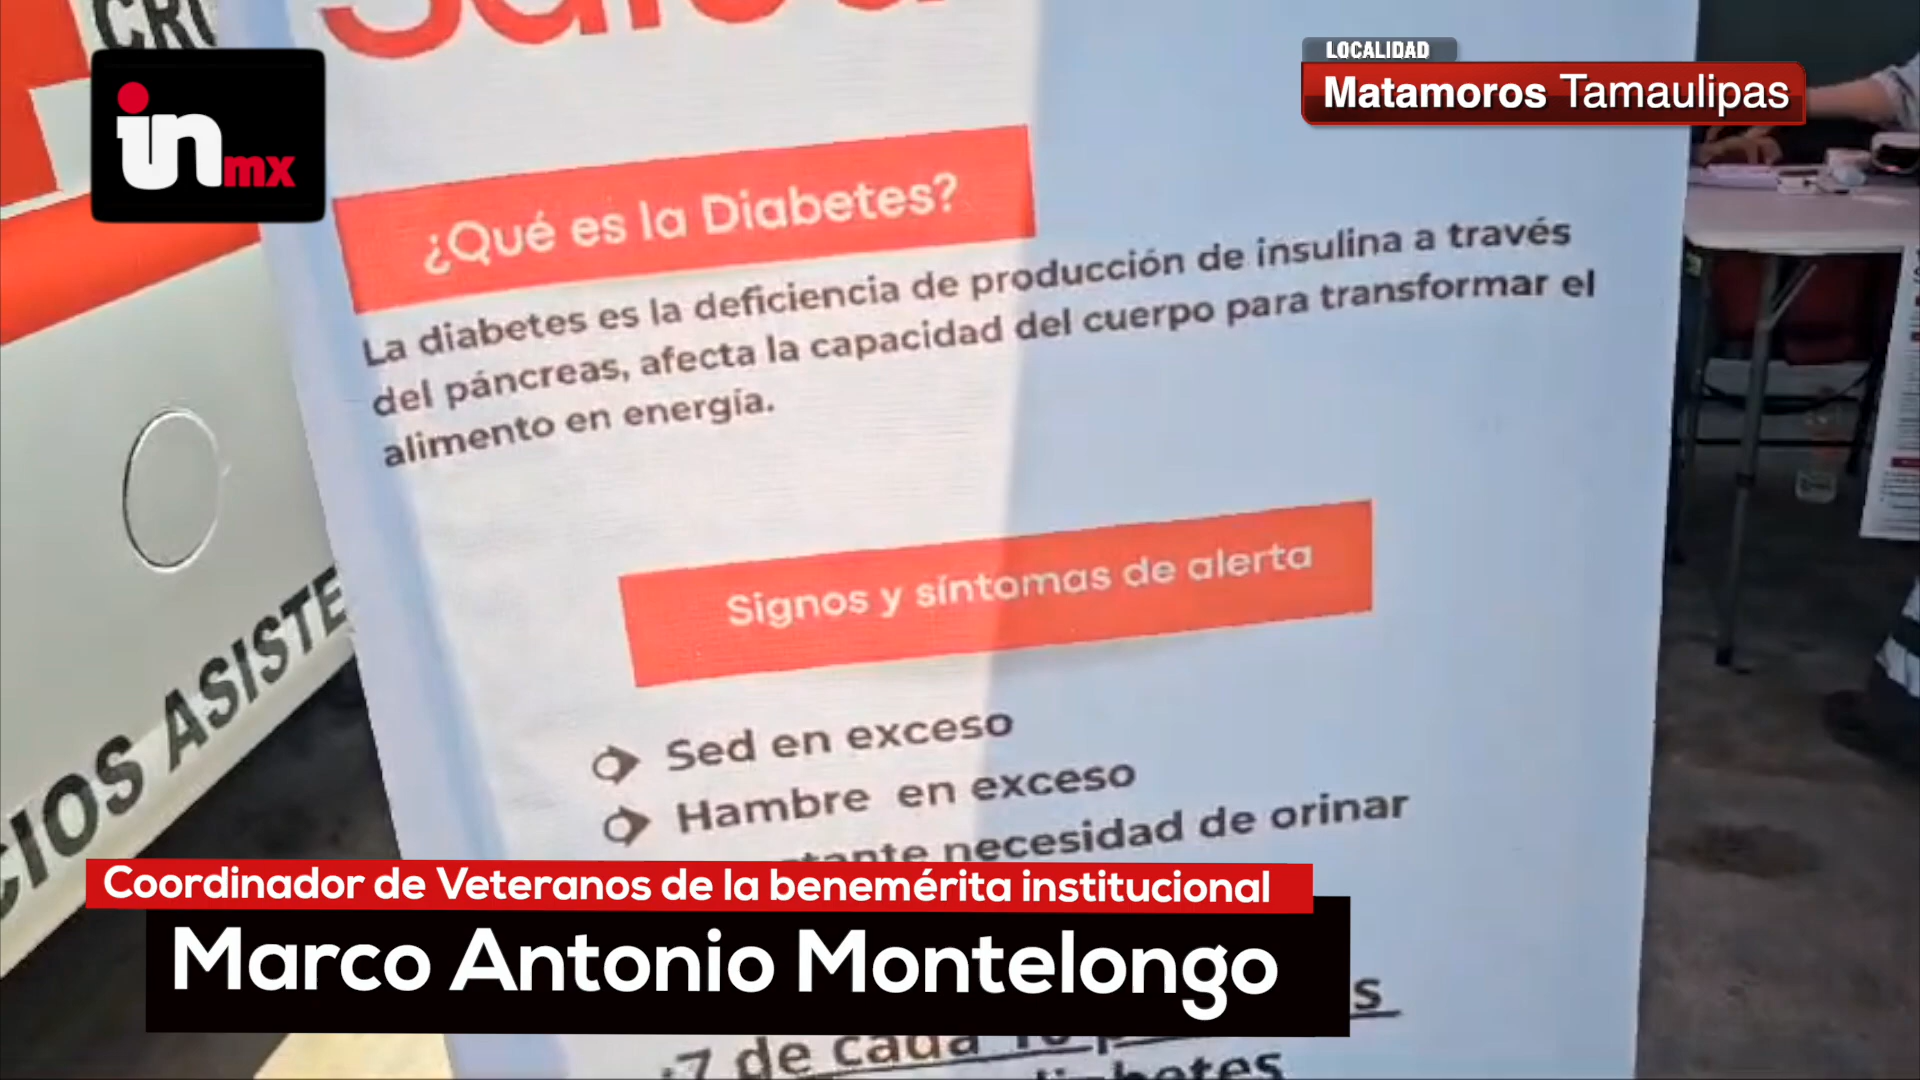 LOCALIDAD
Matamoros Tamaulipas
in mx
¿Qué es la Diabetes?
La diabetes es la deficiencia de producción de insulina a través
del páncreas, afecta la capacidad del cuerpo para transformar el
alimento en energía.
Signos y síntomas de alerta
Sed en exceso
Hambre en exceso
necesidad de orinar
ASISTE
Coordinador de Veteranos de la benemérita institucional
Marco Antonio Montelongo
7 de cada 10